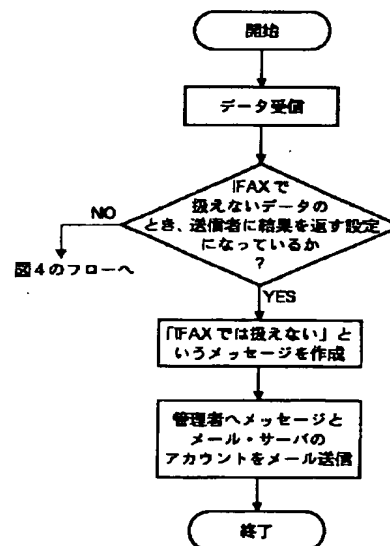 開始
データ受信
IFAXで
扱えないデータの
とき、送信者に結果を返す設定
になっているか
?
NO
図4のフローへ
YES
「IFAXでは扱えない」と
いうメッセージを作成
管理者へメッセージと
メール・サーバの
アカウントをメール送信
終了